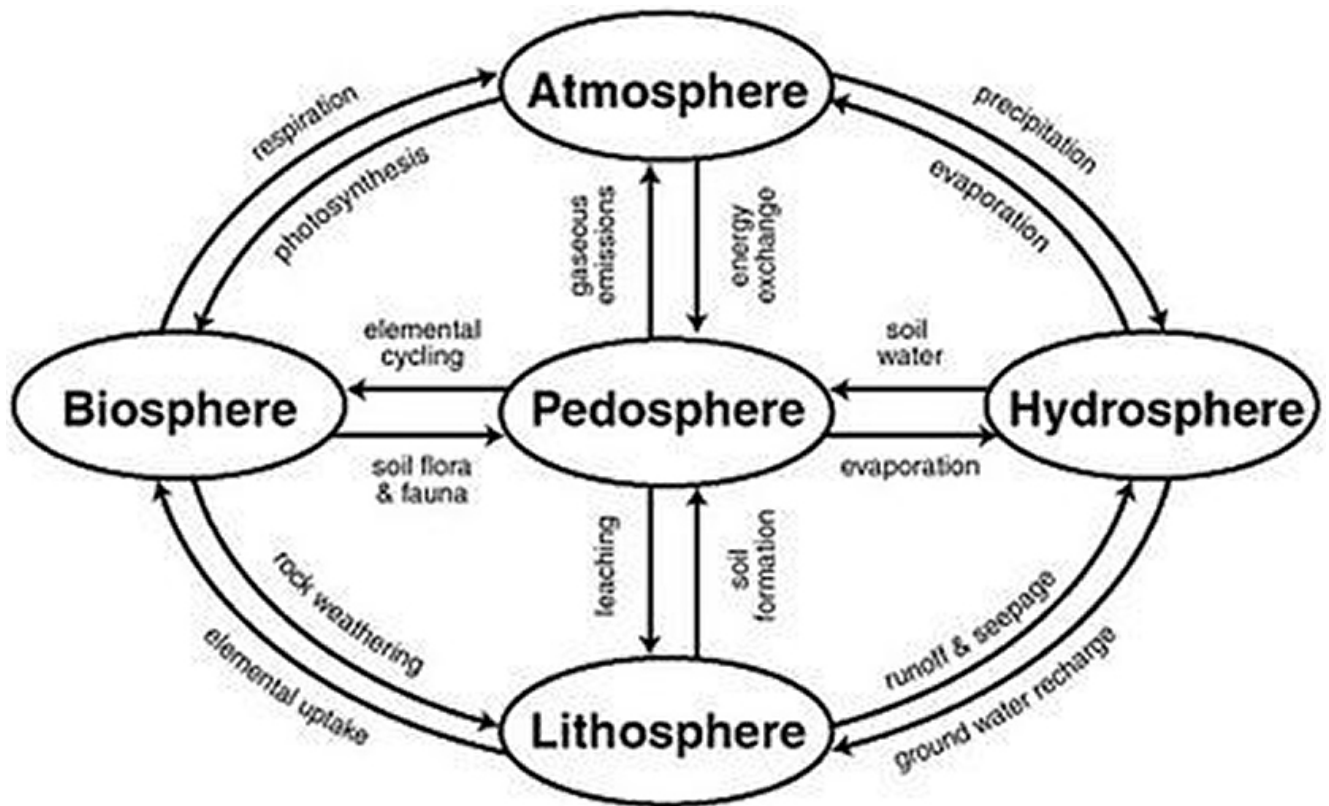 Atmosphere
respiration
precipitation
photosynthesis
evaporation
gaseous
emissions
energy
exchange
elemental
cycling
soil
water
Biosphere
Pedosphere
Hydrosphere
soil flora
& fauna
evaporation
rock weathering
leaching
soil
formation
runoff & seepage
elemental uptake
ground water recharge
Lithosphere